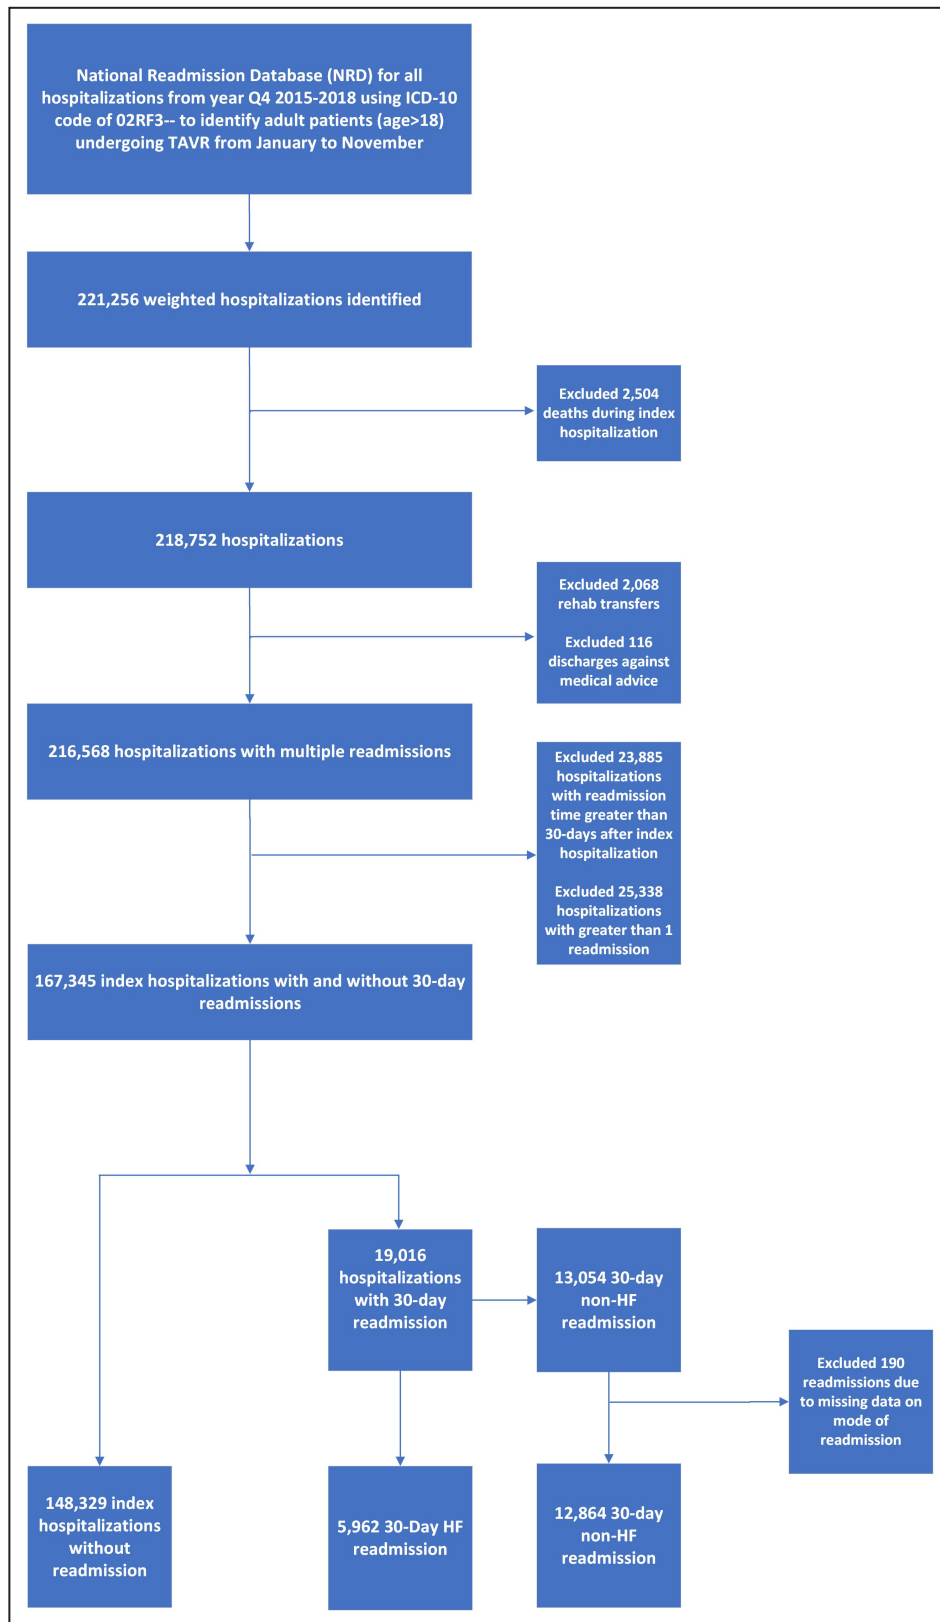 National Readmission Database (NRD) for all
hospitalizations from year Q4 2015-2018 using ICD-10
code of 02RF3-- to identify adult patients (age>18)
undergoing TAVR from January to November
221,256 weighted hospitalizations identified
Excluded 2,504
deaths during index
hospitalization
218,752 hospitalizations
Excluded 2,068
rehab transfers
Excluded 116
discharges against
medical advice
216,568 hospitalizations with multiple readmissions
Excluded 23,885
hospitalizations
with readmission
time greater than
30-days after index
hospitalization
Excluded 25,338
hospitalizations
with greater than 1
readmission
167,345 index hospitalizations with and without 30-day
readmissions
19,016
hospitalizations
with 30-day
readmission
13,054 30-day
non-HF
readmission
Excluded 190
readmissions due
to missing data on
mode of
readmission
148,329 index
hospitalizations
without
readmission
5,962 30-Day HF
readmission
12,864 30-day
non-HF
readmission